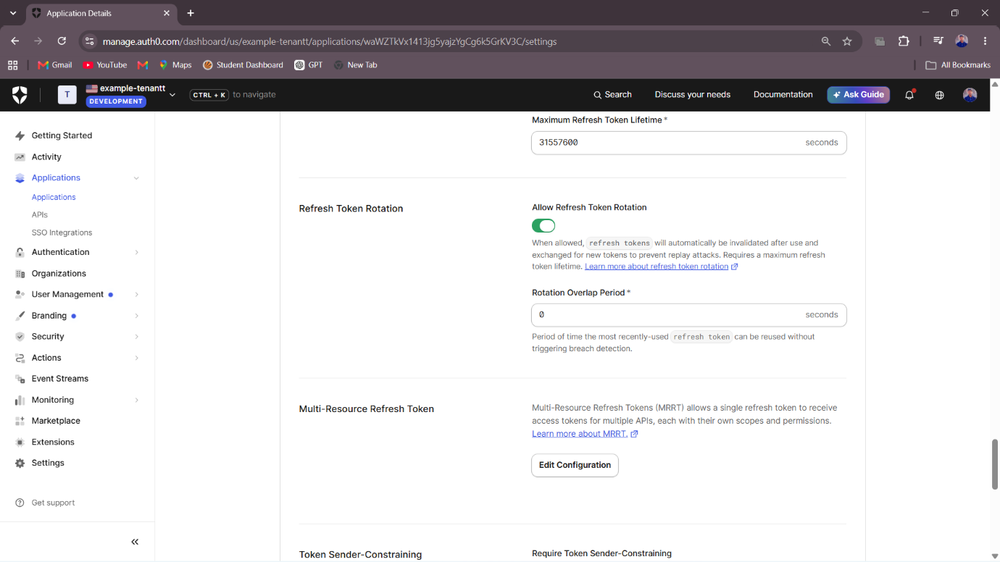 Application Details
manage.auth0.com/dashboard/us/example-tenantt/applications/waWZTkVx1413jg5yajzYgCg6k5GrKV3C/settings
Gmail
YouTube
Maps
Student Dashboard
GPT
New Tab
All Bookmarks
T
example-tenantt
DEVELOPMENT
CTRL + K to navigate
Search
Discuss your needs
Documentation
Ask Guide
Getting Started
Activity
Applications
Applications
APIs
SSO Integrations
Authentication
Organizations
User Management
Branding
Security
Actions
Event Streams
Monitoring
Marketplace
Extensions
Settings
Get support
Maximum Refresh Token Lifetime *
31557600 seconds
Refresh Token Rotation
Allow Refresh Token Rotation
When allowed, refresh tokens will automatically be invalidated after use and
exchanged for new tokens to prevent replay attacks. Requires a maximum refresh
token lifetime. Learn more about refresh token rotation
Rotation Overlap Period *
0 seconds
Period of time the most recently-used refresh token can be reused without
triggering breach detection.
Multi-Resource Refresh Token
Multi-Resource Refresh Tokens (MRRT) allows a single refresh token to receive
access tokens for multiple APIs, each with their own scopes and permissions.
Learn more about MRRT.
Edit Configuration
Token Sender-Constraining
Require Token Sender-Constraining